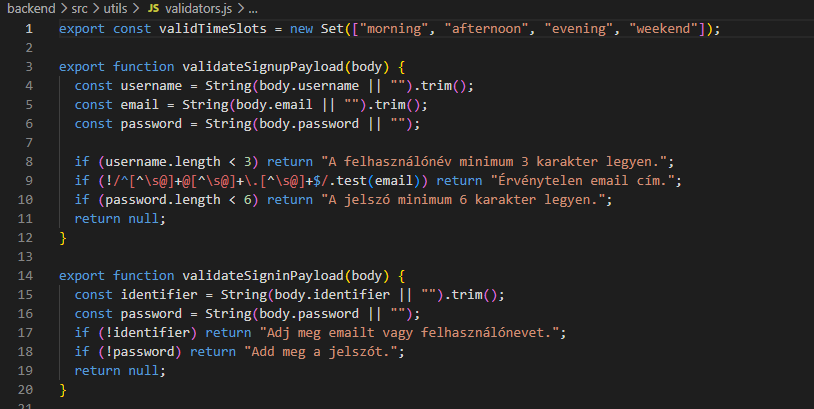 backend > src > utils > JS validators.js > ...
1 export const validTimeSlots = new Set(["morning", "afternoon", "evening", "weekend"]);
2
3 export function validateSignupPayload(body) {
4   const username = String(body.username || "").trim();
5   const email = String(body.email || "").trim();
6   const password = String(body.password || "");
7
8   if (username.length < 3) return "A felhasználónév minimum 3 karakter legyen.";
9   if (!/^[^\s@]+@[^\s@]+\.[^\s@]+$/.test(email)) return "Érvénytelen email cím.";
10   if (password.length < 6) return "A jelszó minimum 6 karakter legyen.";
11   return null;
12 }
13
14 export function validateSigninPayload(body) {
15   const identifier = String(body.identifier || "").trim();
16   const password = String(body.password || "");
17   if (!identifier) return "Adj meg emailt vagy felhasználónevet.";
18   if (!password) return "Add meg a jelszót.";
19   return null;
20 }
21